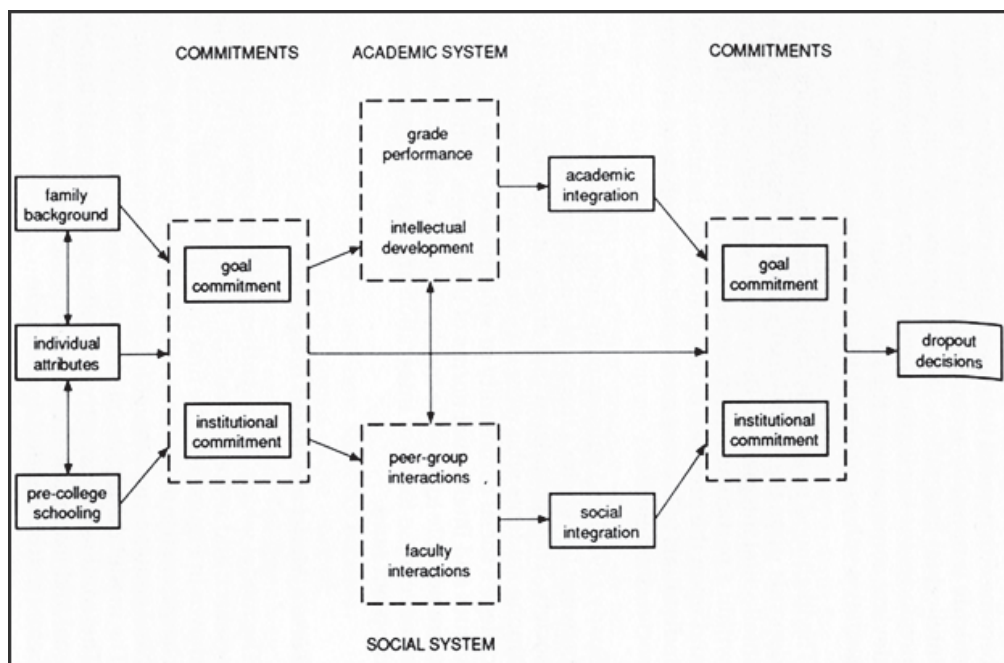 COMMITMENTS
ACADEMIC SYSTEM
COMMITMENTS
grade
performance
intellectual
development
academic
integration
family
background
goal
commitment
goal
commitment
individual
attributes
dropout
decisions
institutional
commitment
institutional
commitment
peer-group
interactions
faculty
interactions
social
integration
pre-college
schooling
SOCIAL SYSTEM